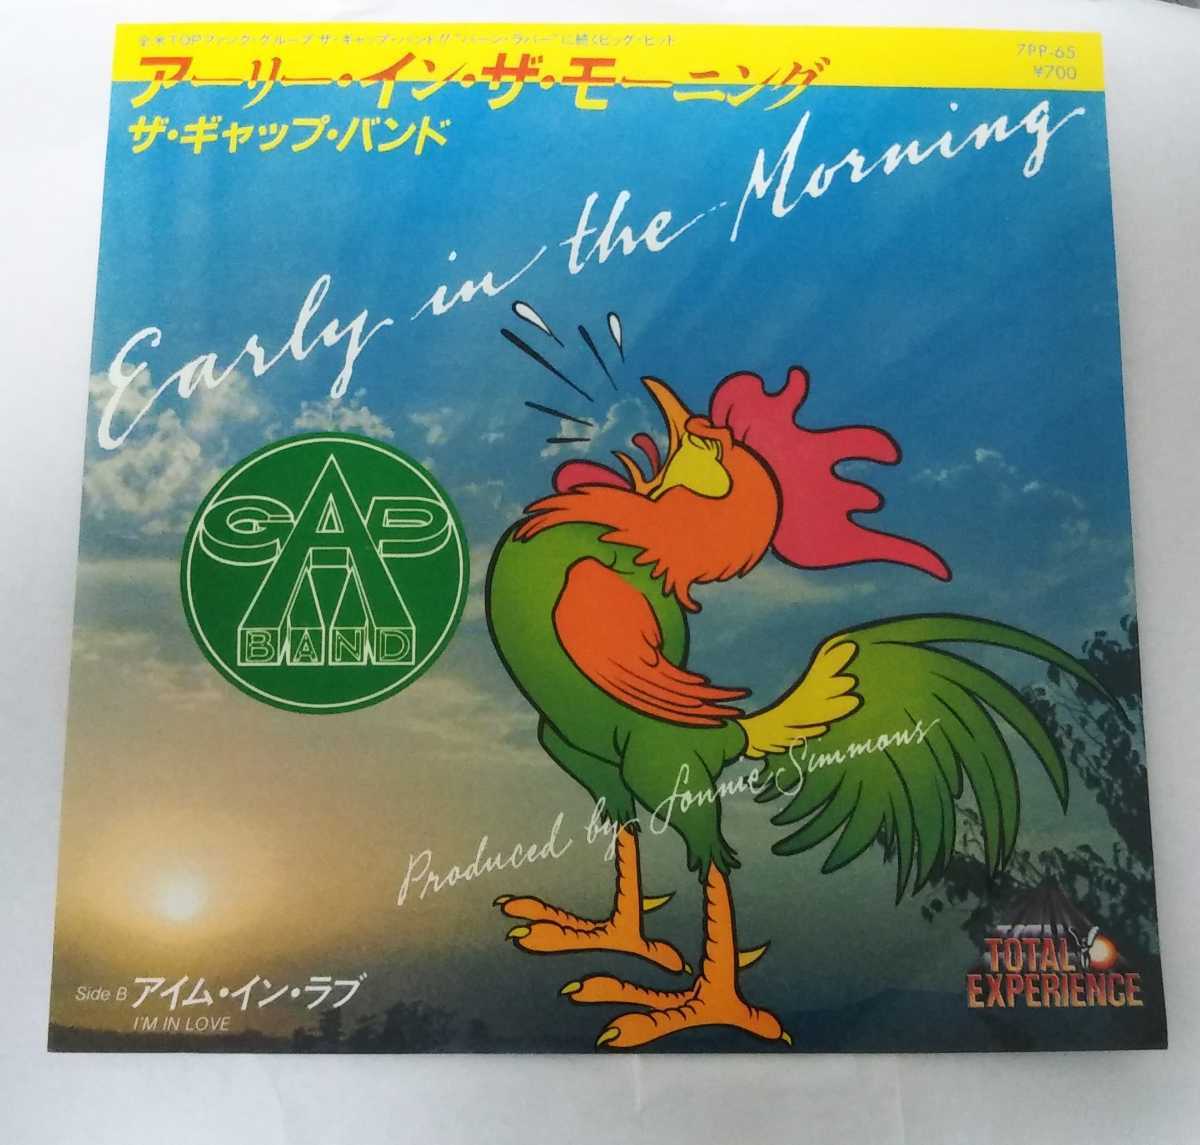 全米TOPファンク・グループ ザ・ギャップ・バンド!! "バーン・ラバー"に続くビッグ・ヒット
7PP-65
¥700
アーリー・イン・ザ・モーニング
ザ・ギャップ・バンド
Early in the Morning
GAP
BAND
Produced by Lonnie Simmons
TOTAL
EXPERIENCE
Side B アイム・イン・ラブ
I'M IN LOVE